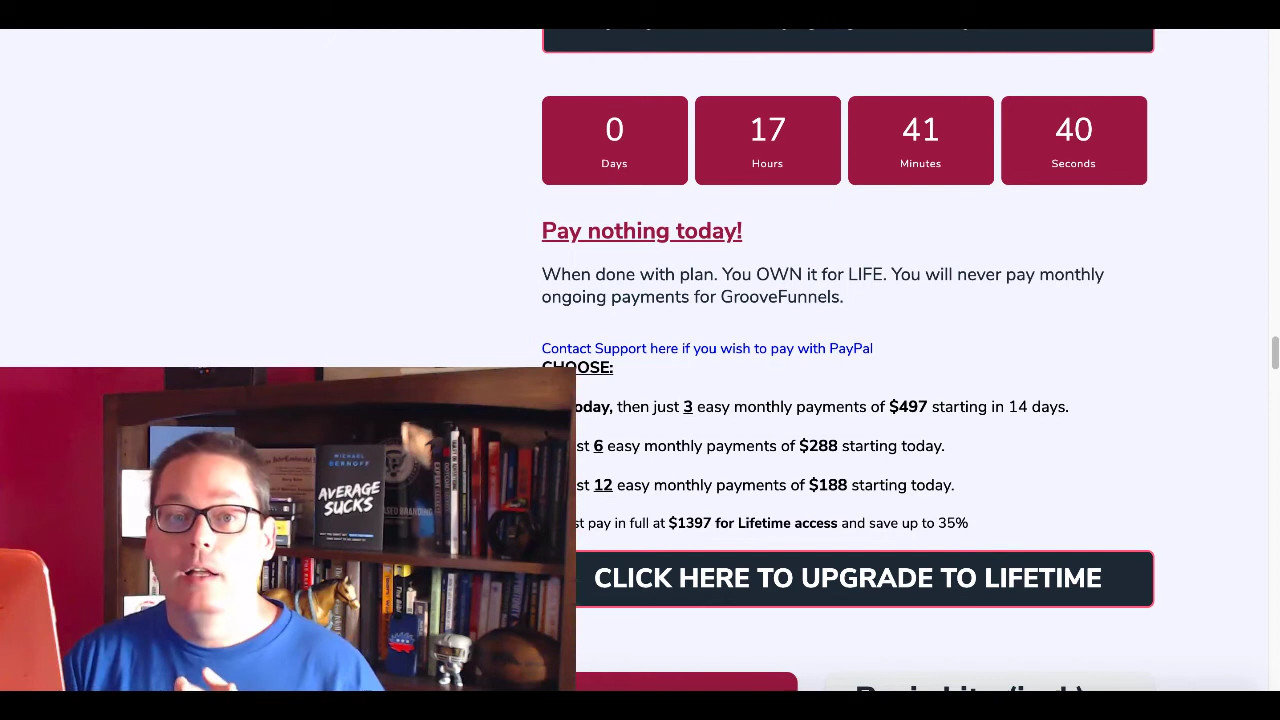 0
17
41
40
Days
Hours
Minutes
Seconds
Pay nothing today!
When done with plan. You OWN it for LIFE. You will never pay monthly
ongoing payments for GrooveFunnels.
Contact Support here if you wish to pay with PayPal
CHOOSE:
today, then just 3 easy monthly payments of $497 starting in 14 days.
6 easy monthly payments of $288 starting today.
12 easy monthly payments of $188 starting today.
pay in full at $1397 for Lifetime access and save up to 35%
CLICK HERE TO UPGRADE TO LIFETIME
MICHAEL
BERNOFF
AVERAGE
SUCKS